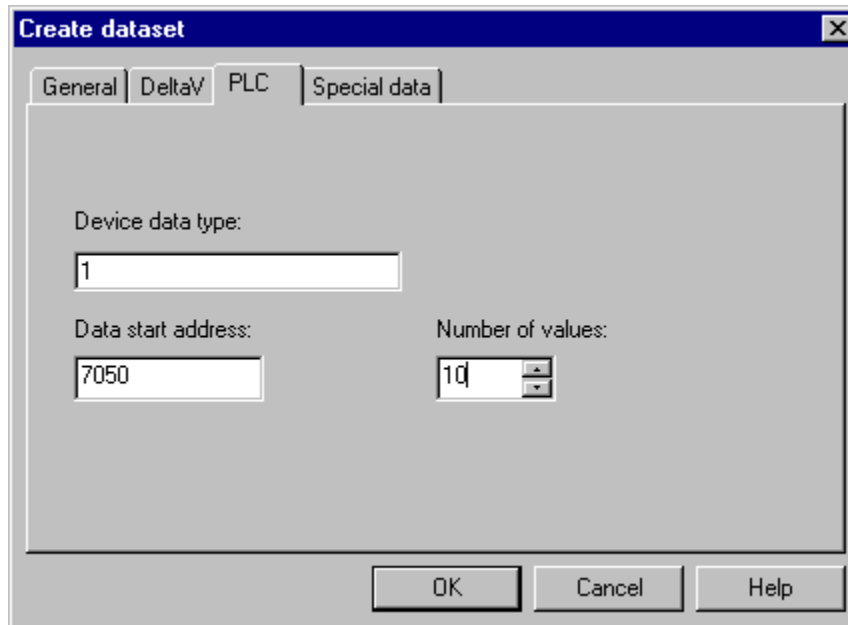 Create dataset
General DeltaV PLC Special data
Device data type:
1
Data start address: Number of values:
7050 10
OK Cancel Help